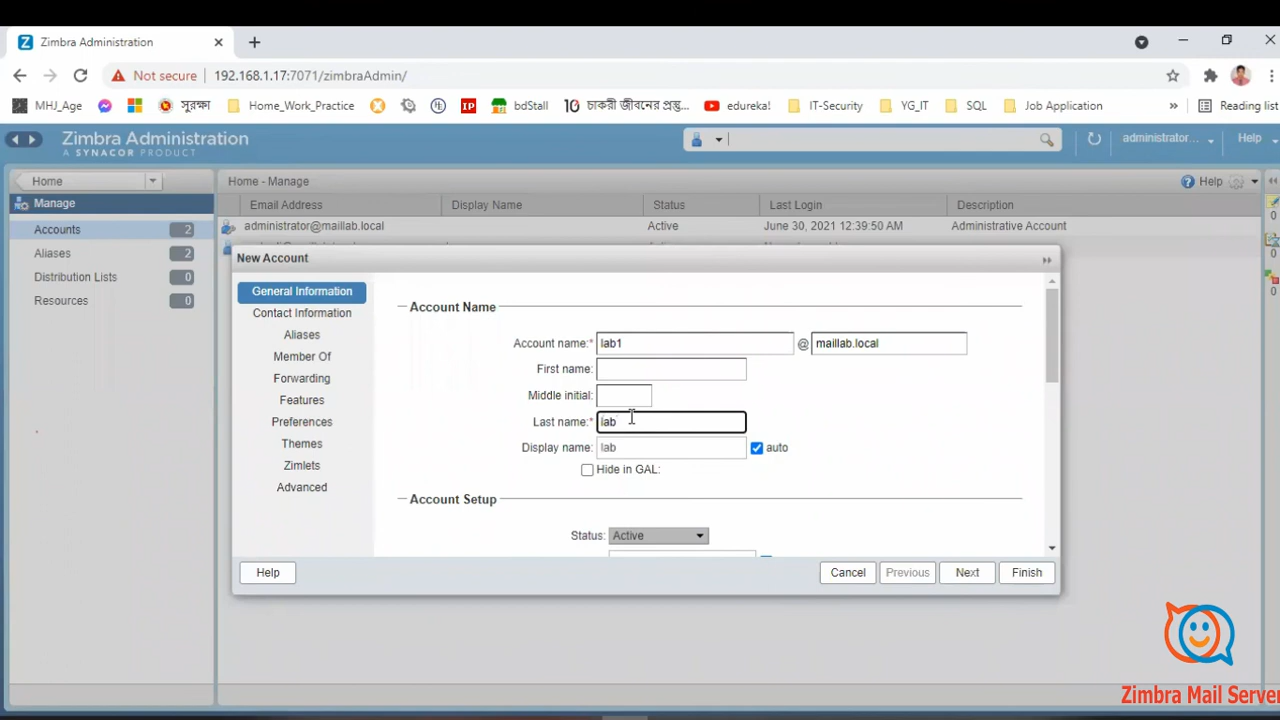 Zimbra Administration
Not secure 192.168.1.17:7071/zimbraAdmin/
MHJ_Age সুরক্ষা Home_Work_Practice IP bdStall 10 চাকরী জীবনের প্রস্তু... edureka! IT-Security YG_IT SQL Job Application » Reading list
Zimbra Administration
A SYNACOR PRODUCT
administrator... Help
Home
Home - Manage
Help
Manage
Email Address Display Name Status Last Login Description
Accounts 2
administrator@maillab.local Active June 30, 2021 12:39:50 AM Administrative Account
Aliases 2
Distribution Lists 0
Resources 0
0
0
0
New Account
General Information
Contact Information
Aliases
Member Of
Forwarding
Features
Preferences
Themes
Zimlets
Advanced
Account Name
Account name:* lab1 @ maillab.local
First name:
Middle initial:
Last name:* lab
Display name: lab auto
Hide in GAL:
Account Setup
Status: Active
Help Cancel Previous Next Finish
Zimbra Mail Server